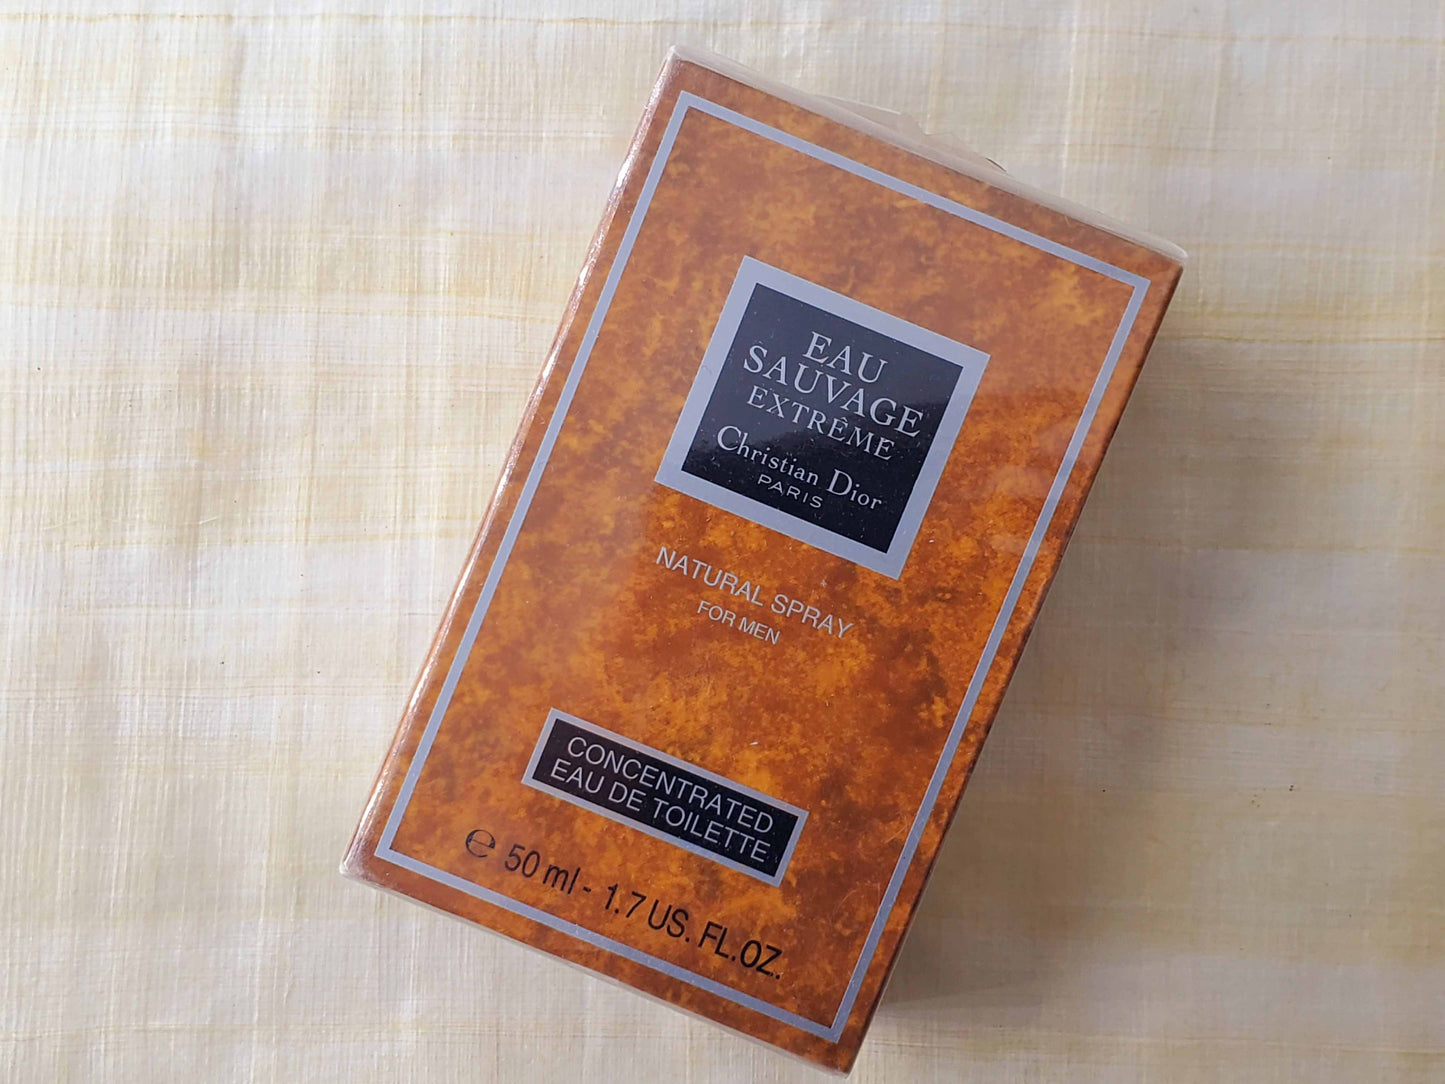 EAU
SAUVAGE
EXTRÊME
Christian Dior
PARIS
NATURAL SPRAY
FOR MEN
CONCENTRATED
EAU DE TOILETTE
℮ 50 ml - 1.7 US. FL.OZ.